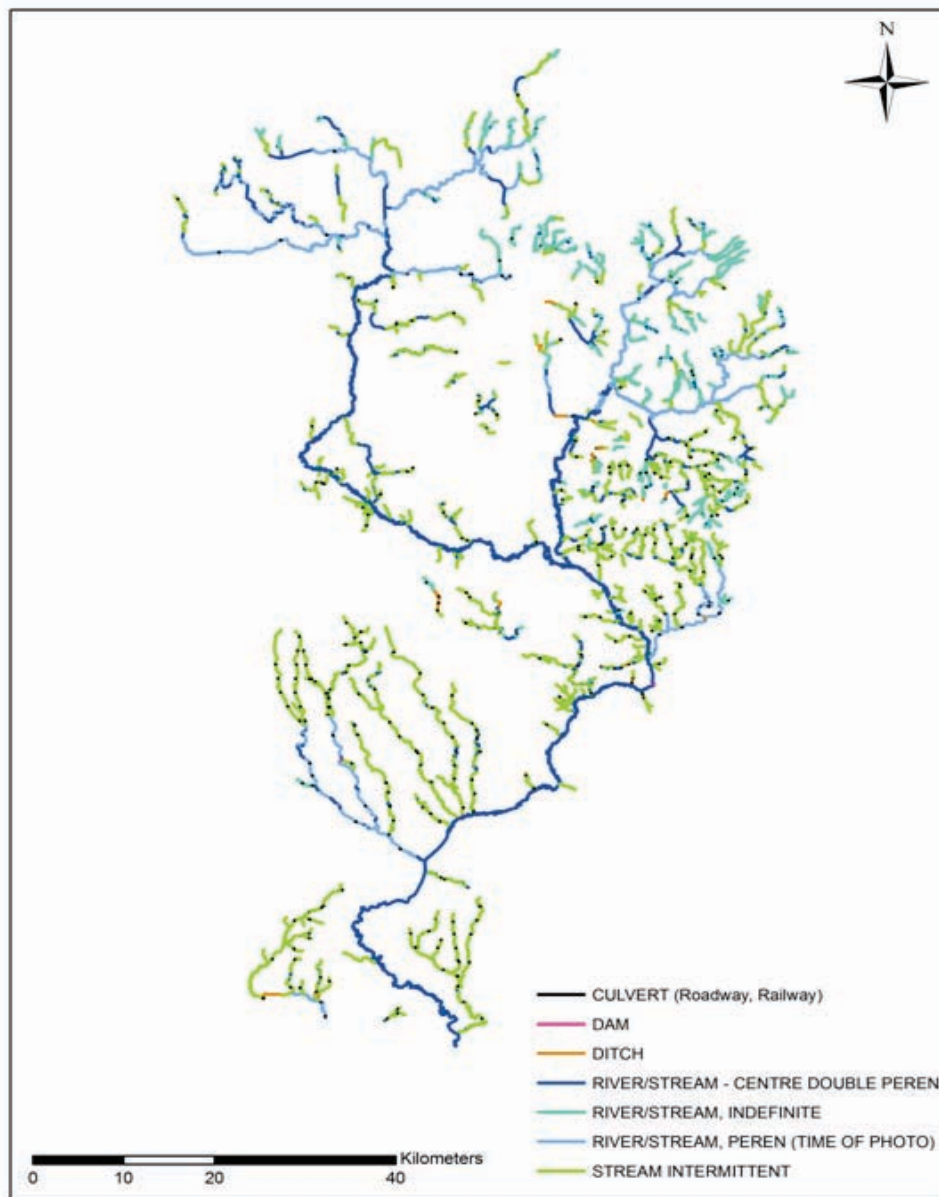 N
CULVERT (Roadway, Railway)
DAM
DITCH
RIVER/STREAM - CENTRE DOUBLE PEREN
RIVER/STREAM, INDEFINITE
RIVER/STREAM, PEREN (TIME OF PHOTO)
STREAM INTERMITTENT
Kilometers
0 10 20 40